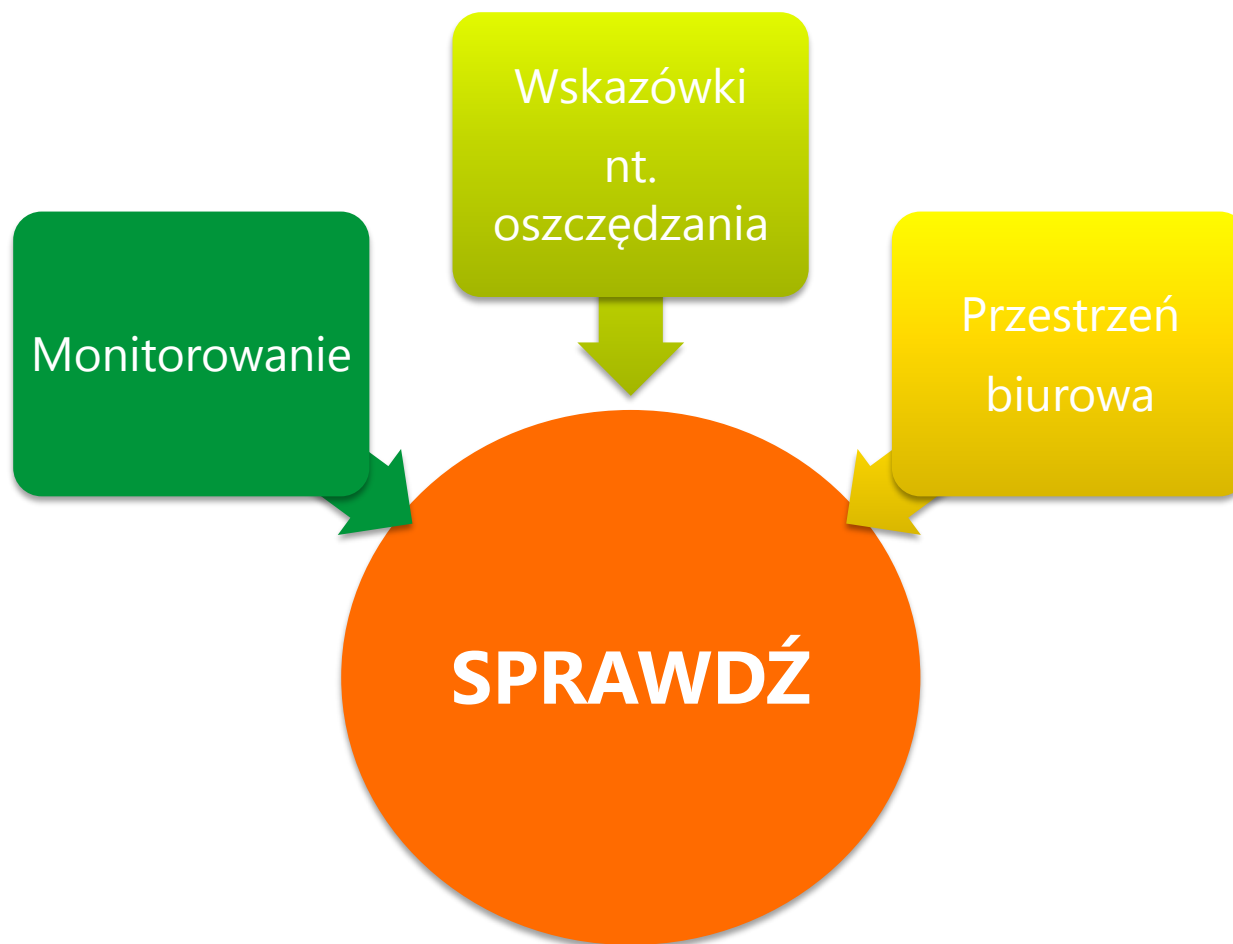 Wskazówki
nt.
oszczędzania
Monitorowanie
Przestrzeń
biurowa
SPRAWDŹ